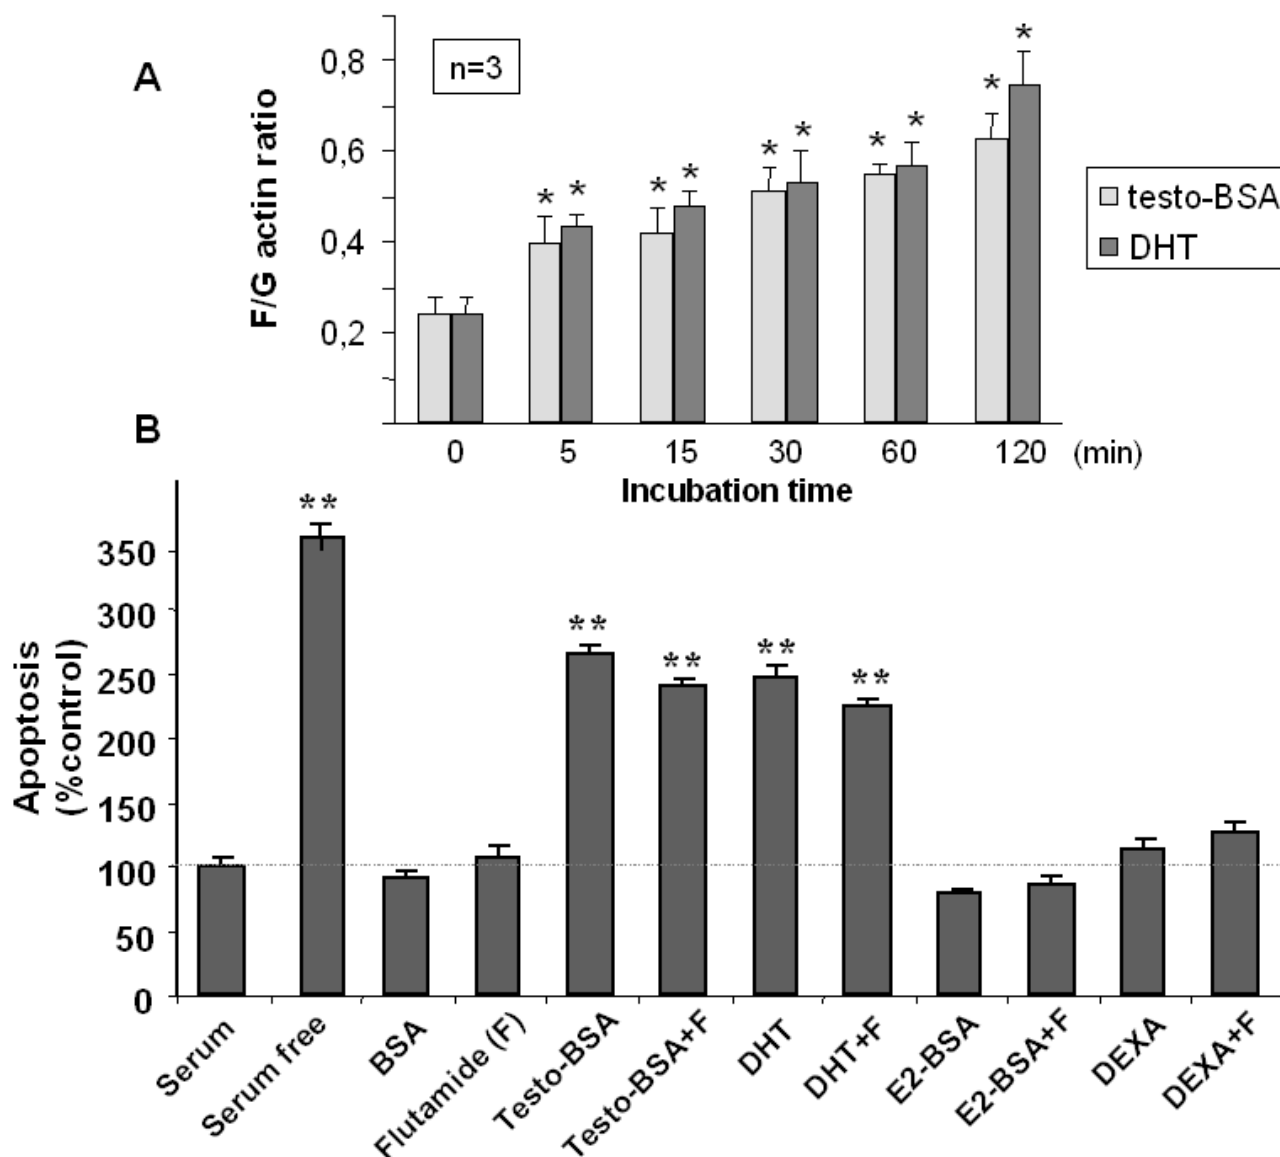 A
n=3
F/G actin ratio
0,8
0,6
0,4
0,2
* * * * * * * * * *
testo-BSA
DHT
0 5 15 30 60 120 (min)
Incubation time
B
Apoptosis
(%control)
350
300
250
200
150
100
50
0
** ** ** ** **
Serum
Serum free
BSA
Flutamide (F)
Testo-BSA
Testo-BSA+F
DHT
DHT+F
E2-BSA
E2-BSA+F
DEXA
DEXA+F